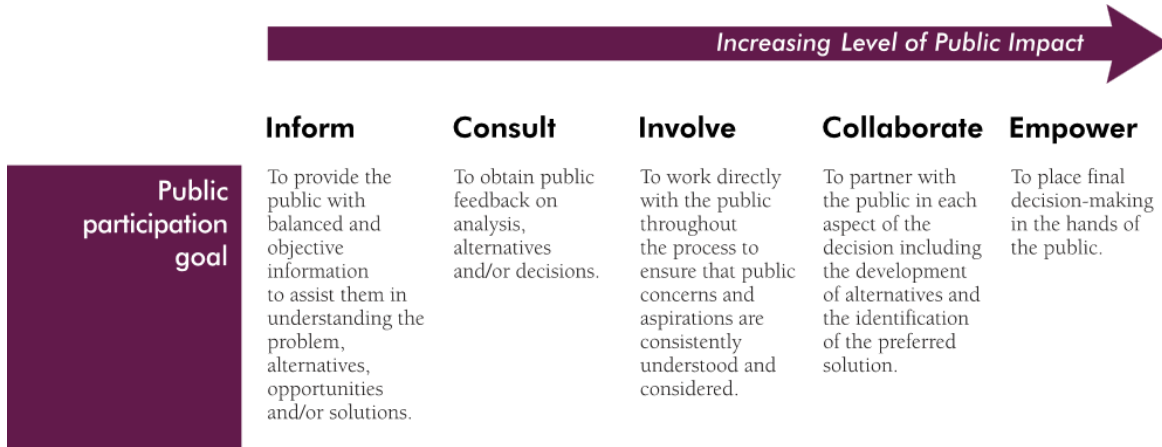 Increasing Level of Public Impact
Inform
Consult
Involve
Collaborate
Empower
Public
participation
goal
To provide the
public with
balanced and
objective
information
to assist them in
understanding the
problem,
alternatives,
opportunities
and/or solutions.
To obtain public
feedback on
analysis,
alternatives
and/or decisions.
To work directly
with the public
throughout
the process to
ensure that public
concerns and
aspirations are
consistently
understood and
considered.
To partner with
the public in each
aspect of the
decision including
the development
of alternatives and
the identification
of the preferred
solution.
To place final
decision-making
in the hands of
the public.